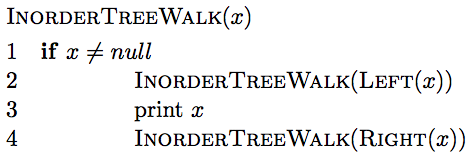 InorderTreeWalk(x)
1 if x ≠ null
2 InorderTreeWalk(Left(x))
3 print x
4 InorderTreeWalk(Right(x))